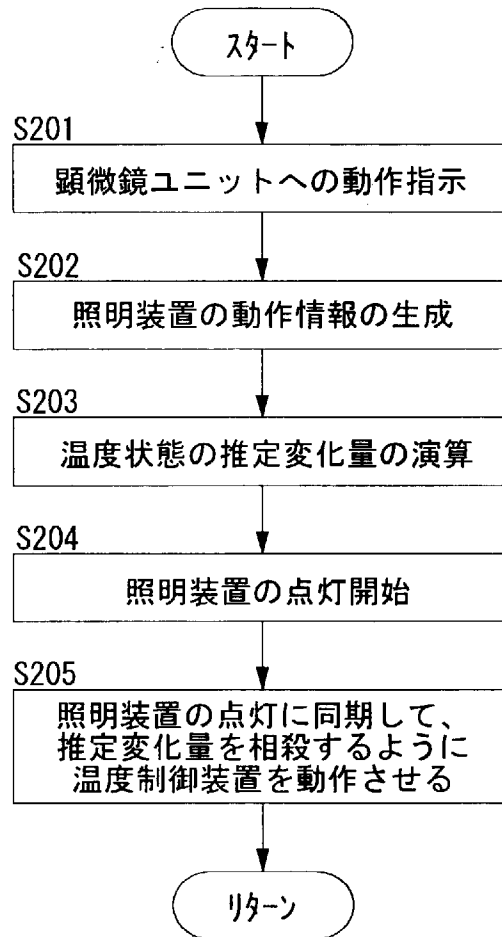 スタート
S201
顕微鏡ユニットへの動作指示
S202
照明装置の動作情報の生成
S203
温度状態の推定変化量の演算
S204
照明装置の点灯開始
S205
照明装置の点灯に同期して、
推定変化量を相殺するように
温度制御装置を動作させる
リターン